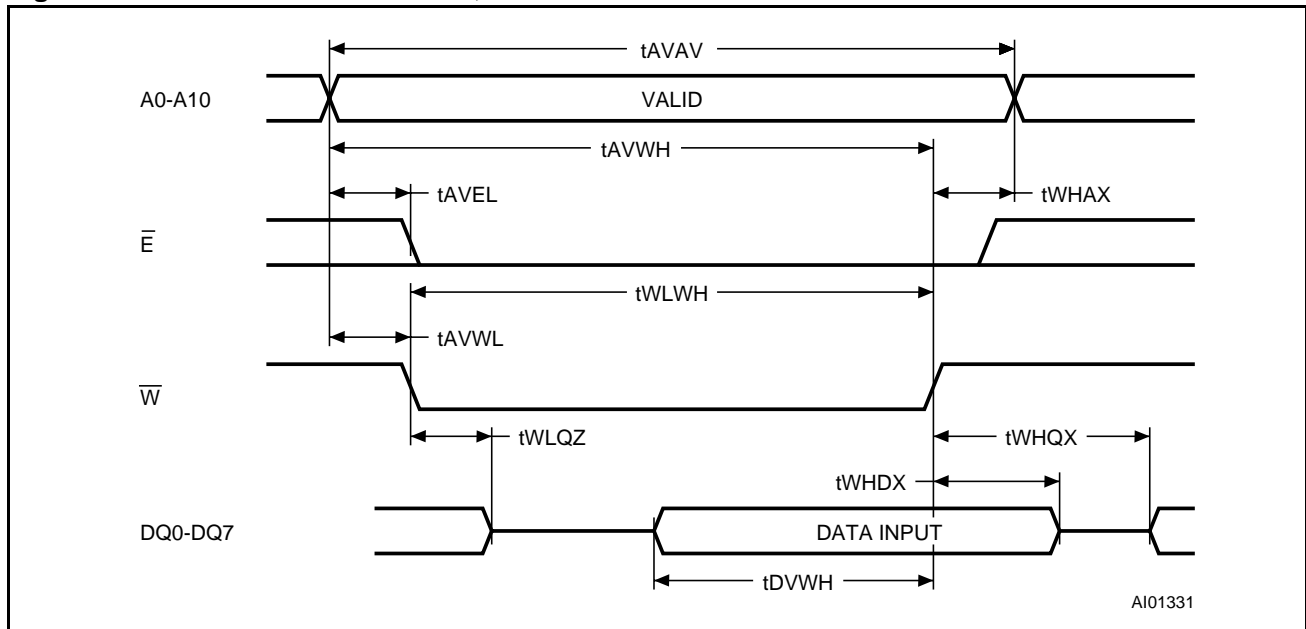 tAVAV
A0-A10
VALID
tAVWH
tAVEL
tWHAX
E̅
tWLWH
tAVWL
W̅
tWLQZ
tWHQX
tWHDX
DQ0-DQ7
DATA INPUT
tDVWH
AI01331